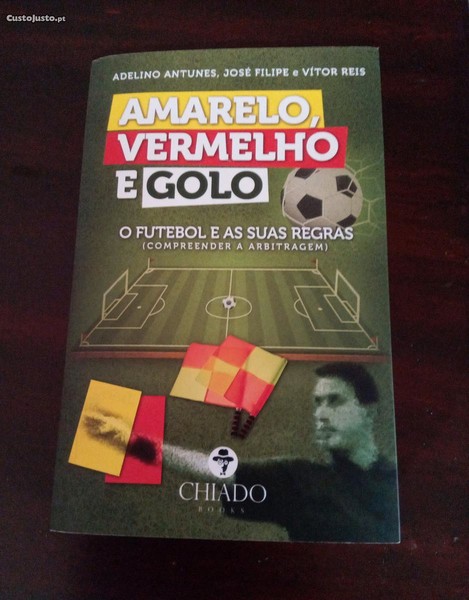 CustoJusto.pt
ADELINO ANTUNES, JOSÉ FILIPE e VÍTOR REIS
AMARELO,
VERMELHO
E GOLO
O FUTEBOL E AS SUAS REGRAS
(COMPREENDER A ARBITRAGEM)
CHIADO
BOOKS